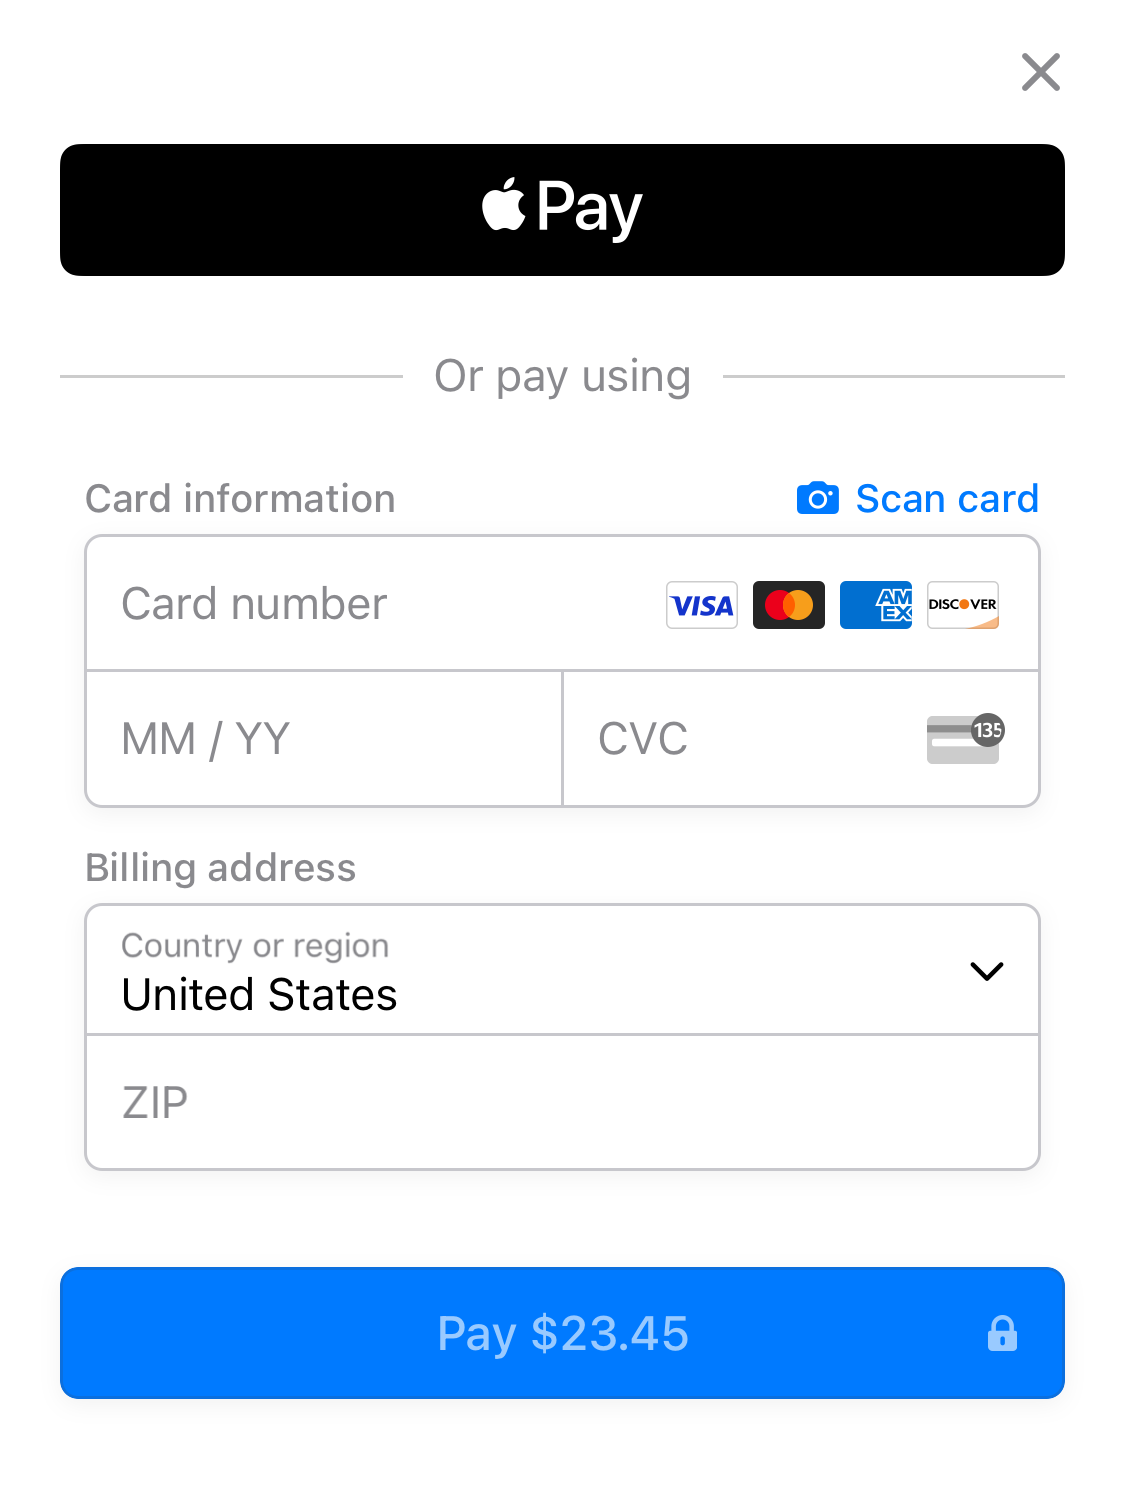 Pay
Or pay using
Card information Scan card
Card number VISA AM EX DISCOVER
MM / YY CVC 135
Billing address
Country or region
United States
ZIP
Pay $23.45